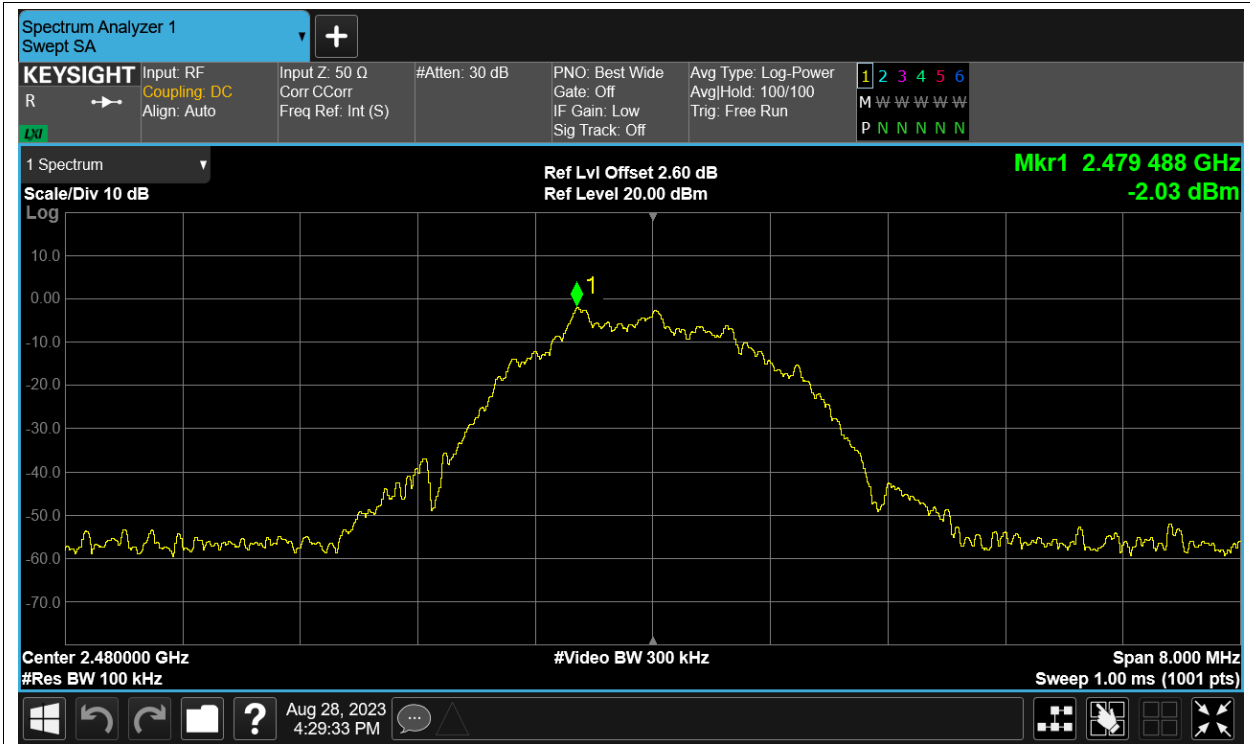 Spectrum Analyzer 1
Swept SA
+
KEYSIGHT
R
LXI
Input: RF
Coupling: DC
Align: Auto
Input Z: 50 Ω
Corr CCorr
Freq Ref: Int (S)
#Atten: 30 dB
PNO: Best Wide
Gate: Off
IF Gain: Low
Sig Track: Off
Avg Type: Log-Power
Avg|Hold: 100/100
Trig: Free Run
1 2 3 4 5 6
M W W W W W
P N N N N N
1 Spectrum
Scale/Div 10 dB
Log
Ref Lvl Offset 2.60 dB
Ref Level 20.00 dBm
Mkr1 2.479 488 GHz
-2.03 dBm
1
10.0
0.00
-10.0
-20.0
-30.0
-40.0
-50.0
-60.0
-70.0
Center 2.480000 GHz
#Res BW 100 kHz
#Video BW 300 kHz
Span 8.000 MHz
Sweep 1.00 ms (1001 pts)
?
Aug 28, 2023
4:29:33 PM